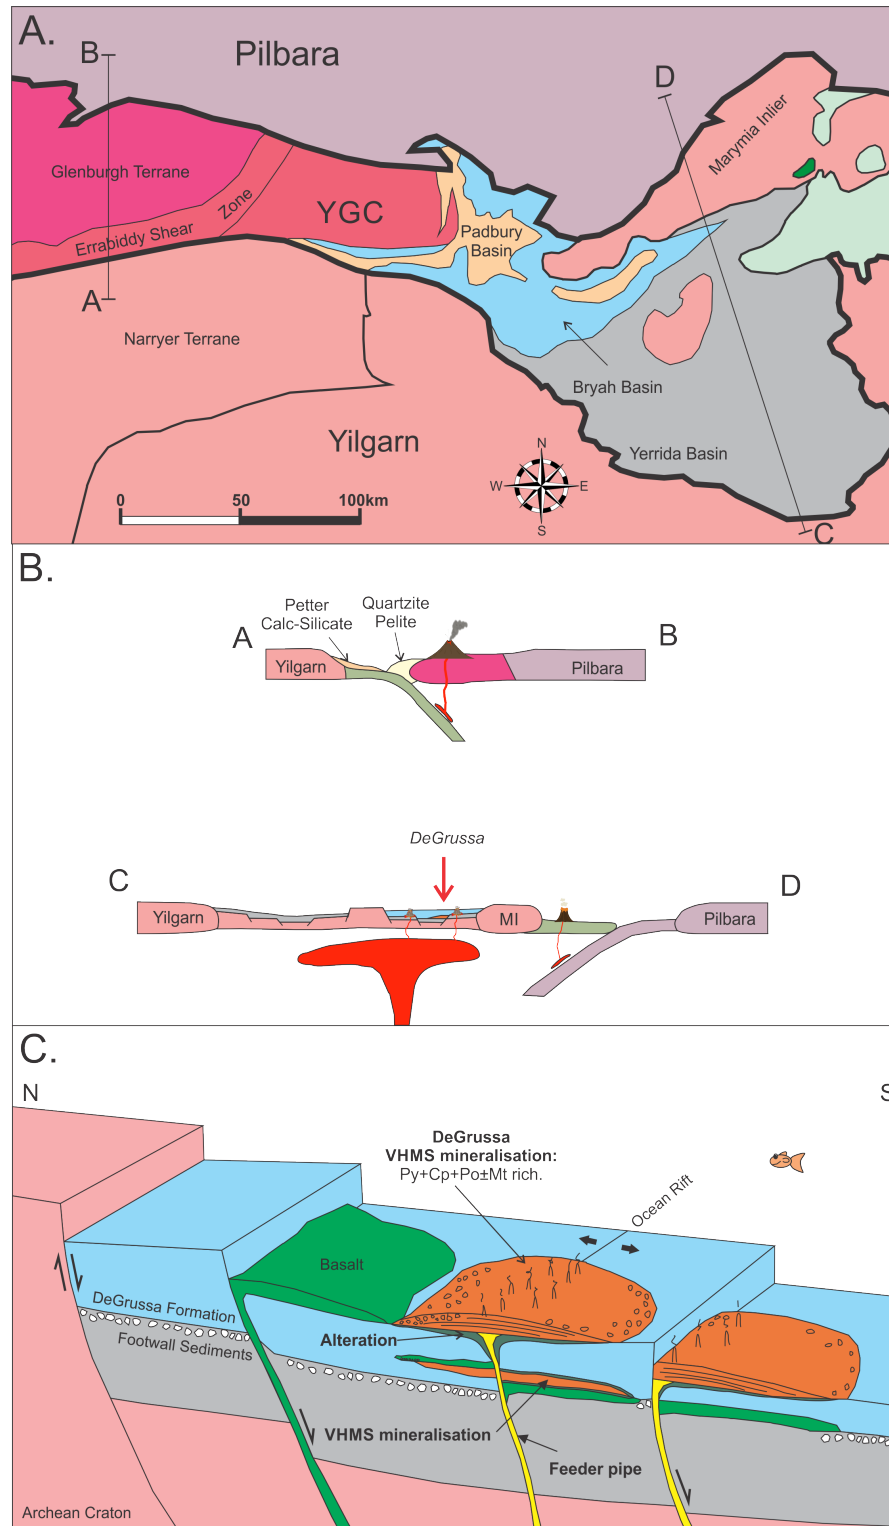 A.
B
Pilbara
D
Marymia Inlier
Glenburgh Terrane
Zone
YGC
Errabiddy Shear
Padbury
Basin
A
Narryer Terrane
Bryah Basin
Yilgarn
Yerrida Basin
N
W
E
S
0
50
100km
C
B.
Petter
Calc-Silicate
Quartzite
Pelite
A
B
Yilgarn
Pilbara
DeGrussa
C
D
Yilgarn
MI
Pilbara
C.
N
S
DeGrussa
VHMS mineralisation:
Py+Cp+Po±Mt rich.
Ocean Rift
Basalt
DeGrussa Formation
Footwall Sediments
Alteration
VHMS mineralisation
Feeder pipe
Archean Craton